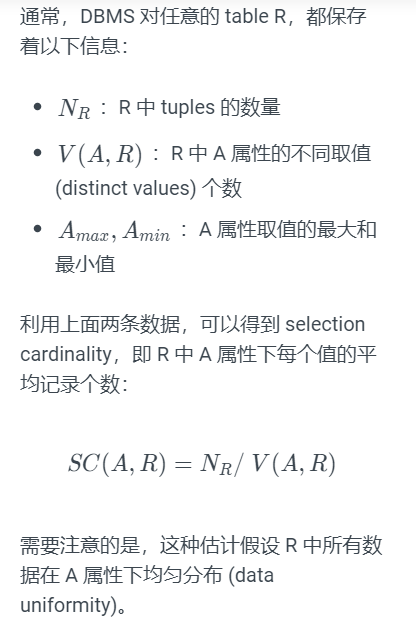 通常，DBMS 对任意的 table R，都保存
着以下信息：
• N_R ： R 中 tuples 的数量
• V(A, R) ： R 中 A 属性的不同取值
(distinct values) 个数
• A_max, A_min ： A 属性取值的最大和
最小值
利用上面两条数据，可以得到 selection
cardinality，即 R 中 A 属性下每个值的平
均记录个数：
SC(A, R) = N_R / V(A, R)
需要注意的是，这种估计假设 R 中所有数
据在 A 属性下均匀分布 (data
uniformity)。